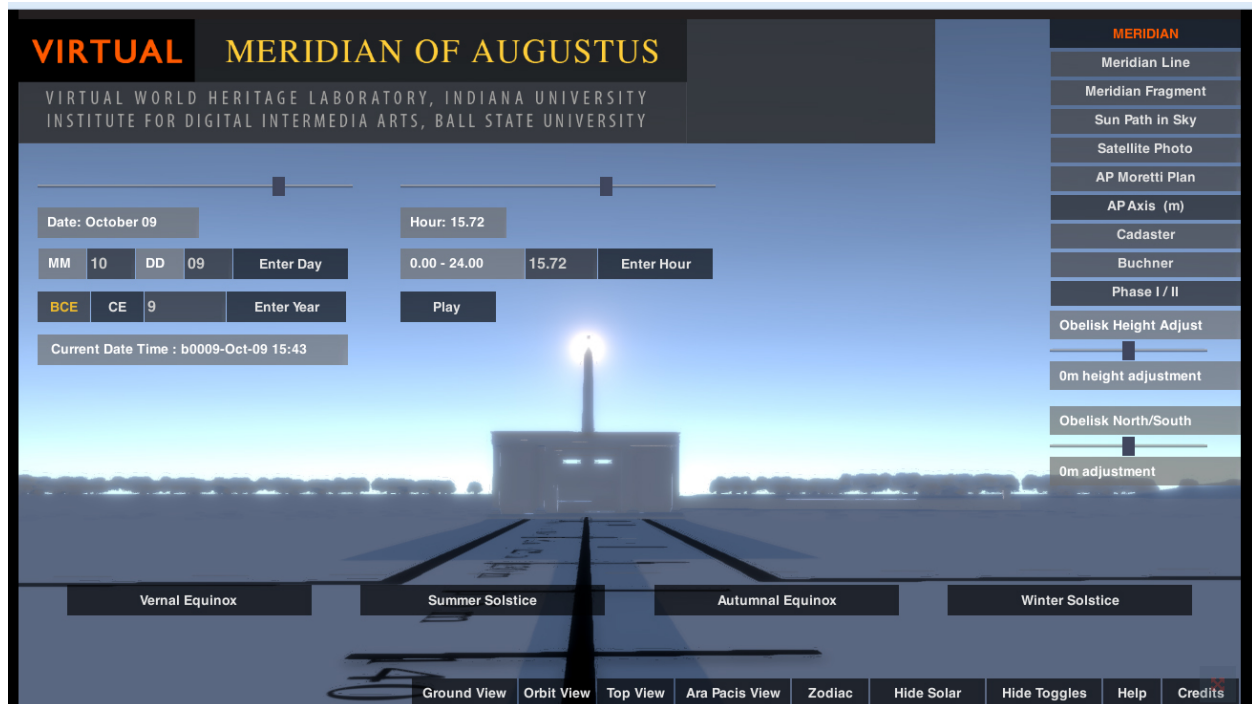 VIRTUAL MERIDIAN OF AUGUSTUS
VIRTUAL WORLD HERITAGE LABORATORY, INDIANA UNIVERSITY
INSTITUTE FOR DIGITAL INTERMEDIA ARTS, BALL STATE UNIVERSITY
Date: October 09
MM 10 DD 09 Enter Day
BCE CE 9 Enter Year
Current Date Time : b0009-Oct-09 15:43
Hour: 15.72
0.00 - 24.00 15.72 Enter Hour
Play
MERIDIAN
Meridian Line
Meridian Fragment
Sun Path in Sky
Satellite Photo
AP Moretti Plan
AP Axis (m)
Cadaster
Buchner
Phase I / II
Obelisk Height Adjust
0m height adjustment
Obelisk North/South
0m adjustment
Vernal Equinox Summer Solstice Autumnal Equinox Winter Solstice
Ground View Orbit View Top View Ara Pacis View Zodiac Hide Solar Hide Toggles Help Credits